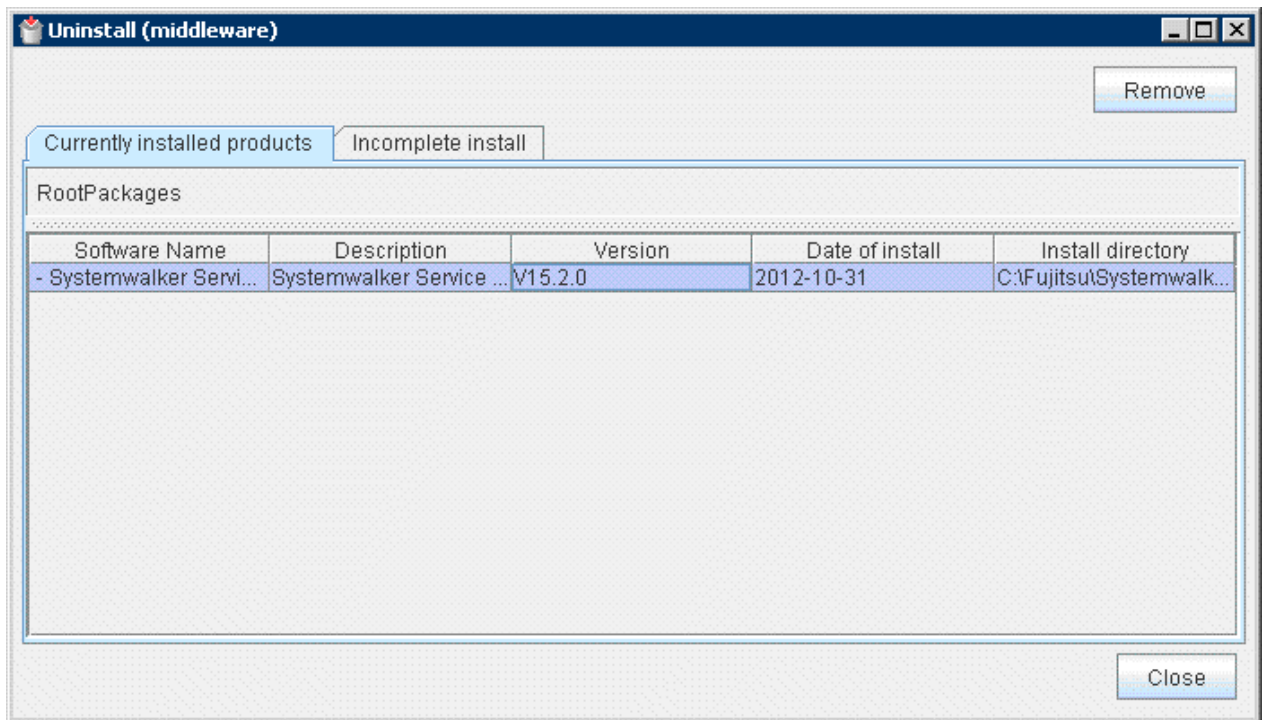 Uninstall (middleware)
Remove
Currently installed products Incomplete install
RootPackages
Software Name Description Version Date of install Install directory
- Systemwalker Servi... Systemwalker Service ... V15.2.0 2012-10-31 C:\Fujitsu\Systemwalk...
Close